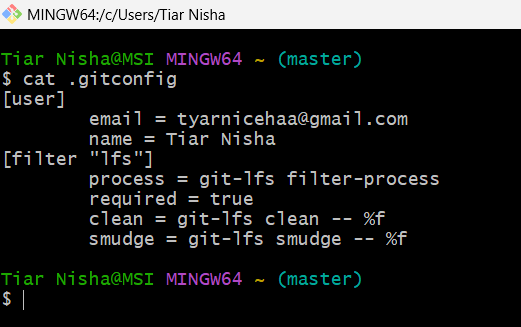 MINGW64:/c/Users/Tiar Nisha
Tiar Nisha@MSI MINGW64 ~ (master)
$ cat .gitconfig
[user]
        email = tyarnicehaa@gmail.com
        name = Tiar Nisha
[filter "lfs"]
        process = git-lfs filter-process
        required = true
        clean = git-lfs clean -- %f
        smudge = git-lfs smudge -- %f
Tiar Nisha@MSI MINGW64 ~ (master)
$